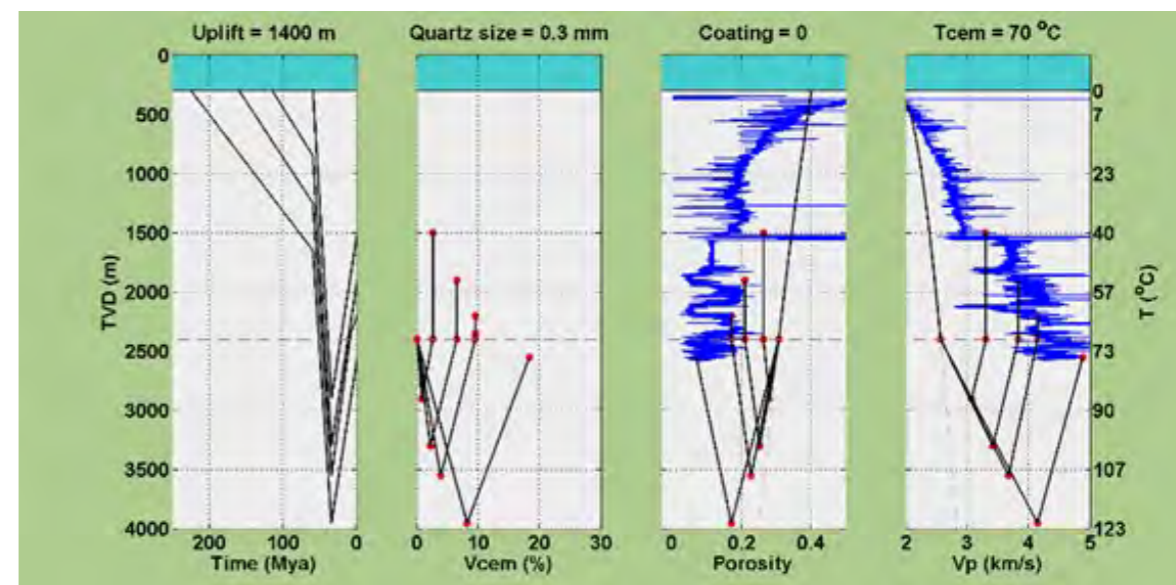 Uplift = 1400 m Quartz size = 0.3 mm Coating = 0 Tcem = 70 °C
0 0
500 7
1000 23
1500 40
2000 57
2500 73
3000 90
3500 107
4000 123
TVD (m)
T (°C)
200 100 0 0 10 20 30 0 0.2 0.4 2 3 4 5
Time (Mya) Vcem (%) Porosity Vp (km/s)